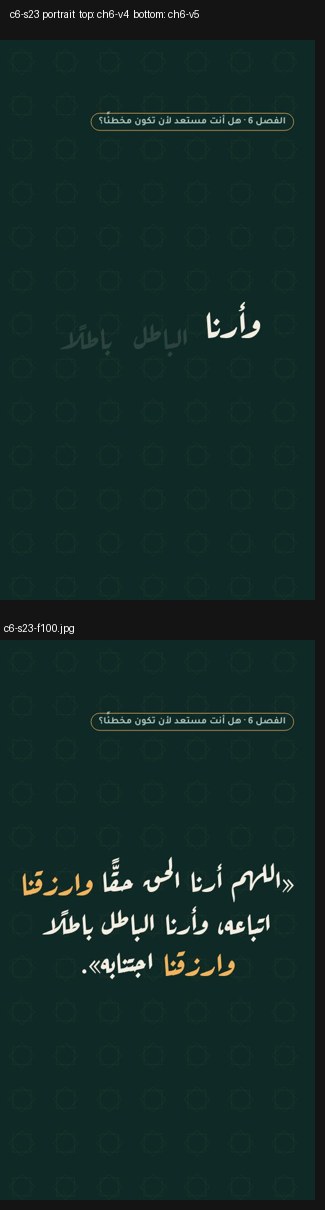 c6-s23 portrait top: ch6-v4 bottom: ch6-v5
الفصل 6 · هل أنت مستعد لأن تكون مخطئًا؟
وأرنا الباطل باطلًا
c6-s23-f100.jpg
الفصل 6 · هل أنت مستعد لأن تكون مخطئًا؟
«اللهم أرنا الحق حقًّا وارزقنا
اتباعه، وأرنا الباطل باطلًا
وارزقنا اجتنابه».